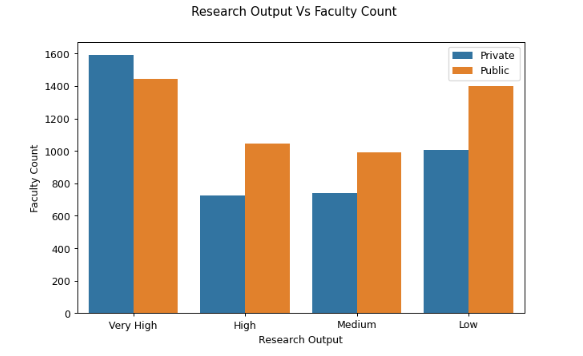 Research Output Vs Faculty Count
Private
Public
1600
1400
1200
1000
800
600
400
200
0
Faculty Count
Very High
High
Medium
Low
Research Output